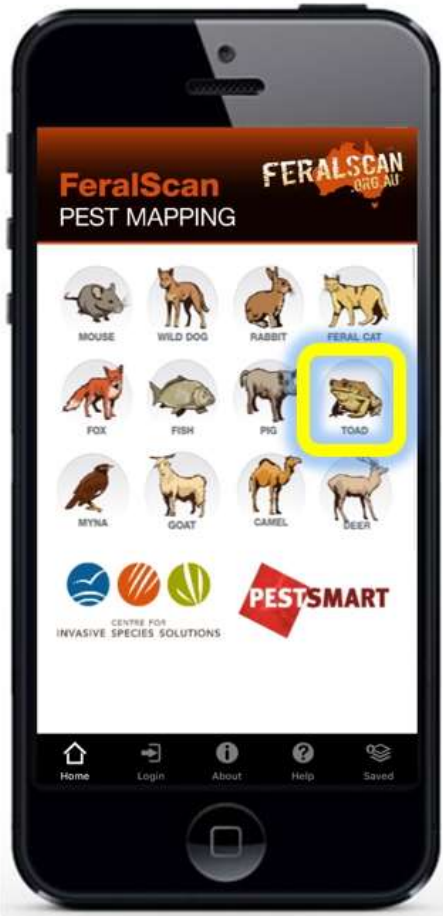 FeralScan
PEST MAPPING
FERALSCAN
.ORG.AU
MOUSE
WILD DOG
RABBIT
FERAL CAT
FOX
FISH
PIG
TOAD
MYNA
GOAT
CAMEL
DEER
CENTRE FOR
INVASIVE SPECIES SOLUTIONS
PESTSMART
Home
Login
About
Help
Saved